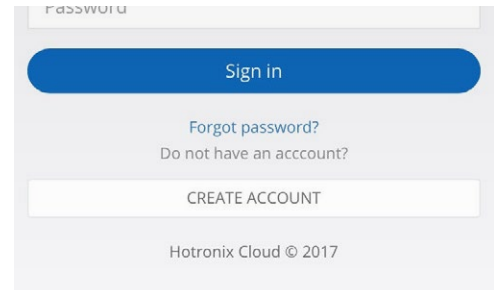 Password
Sign in
Forgot password?
Do not have an acccount?
CREATE ACCOUNT
Hotronix Cloud © 2017